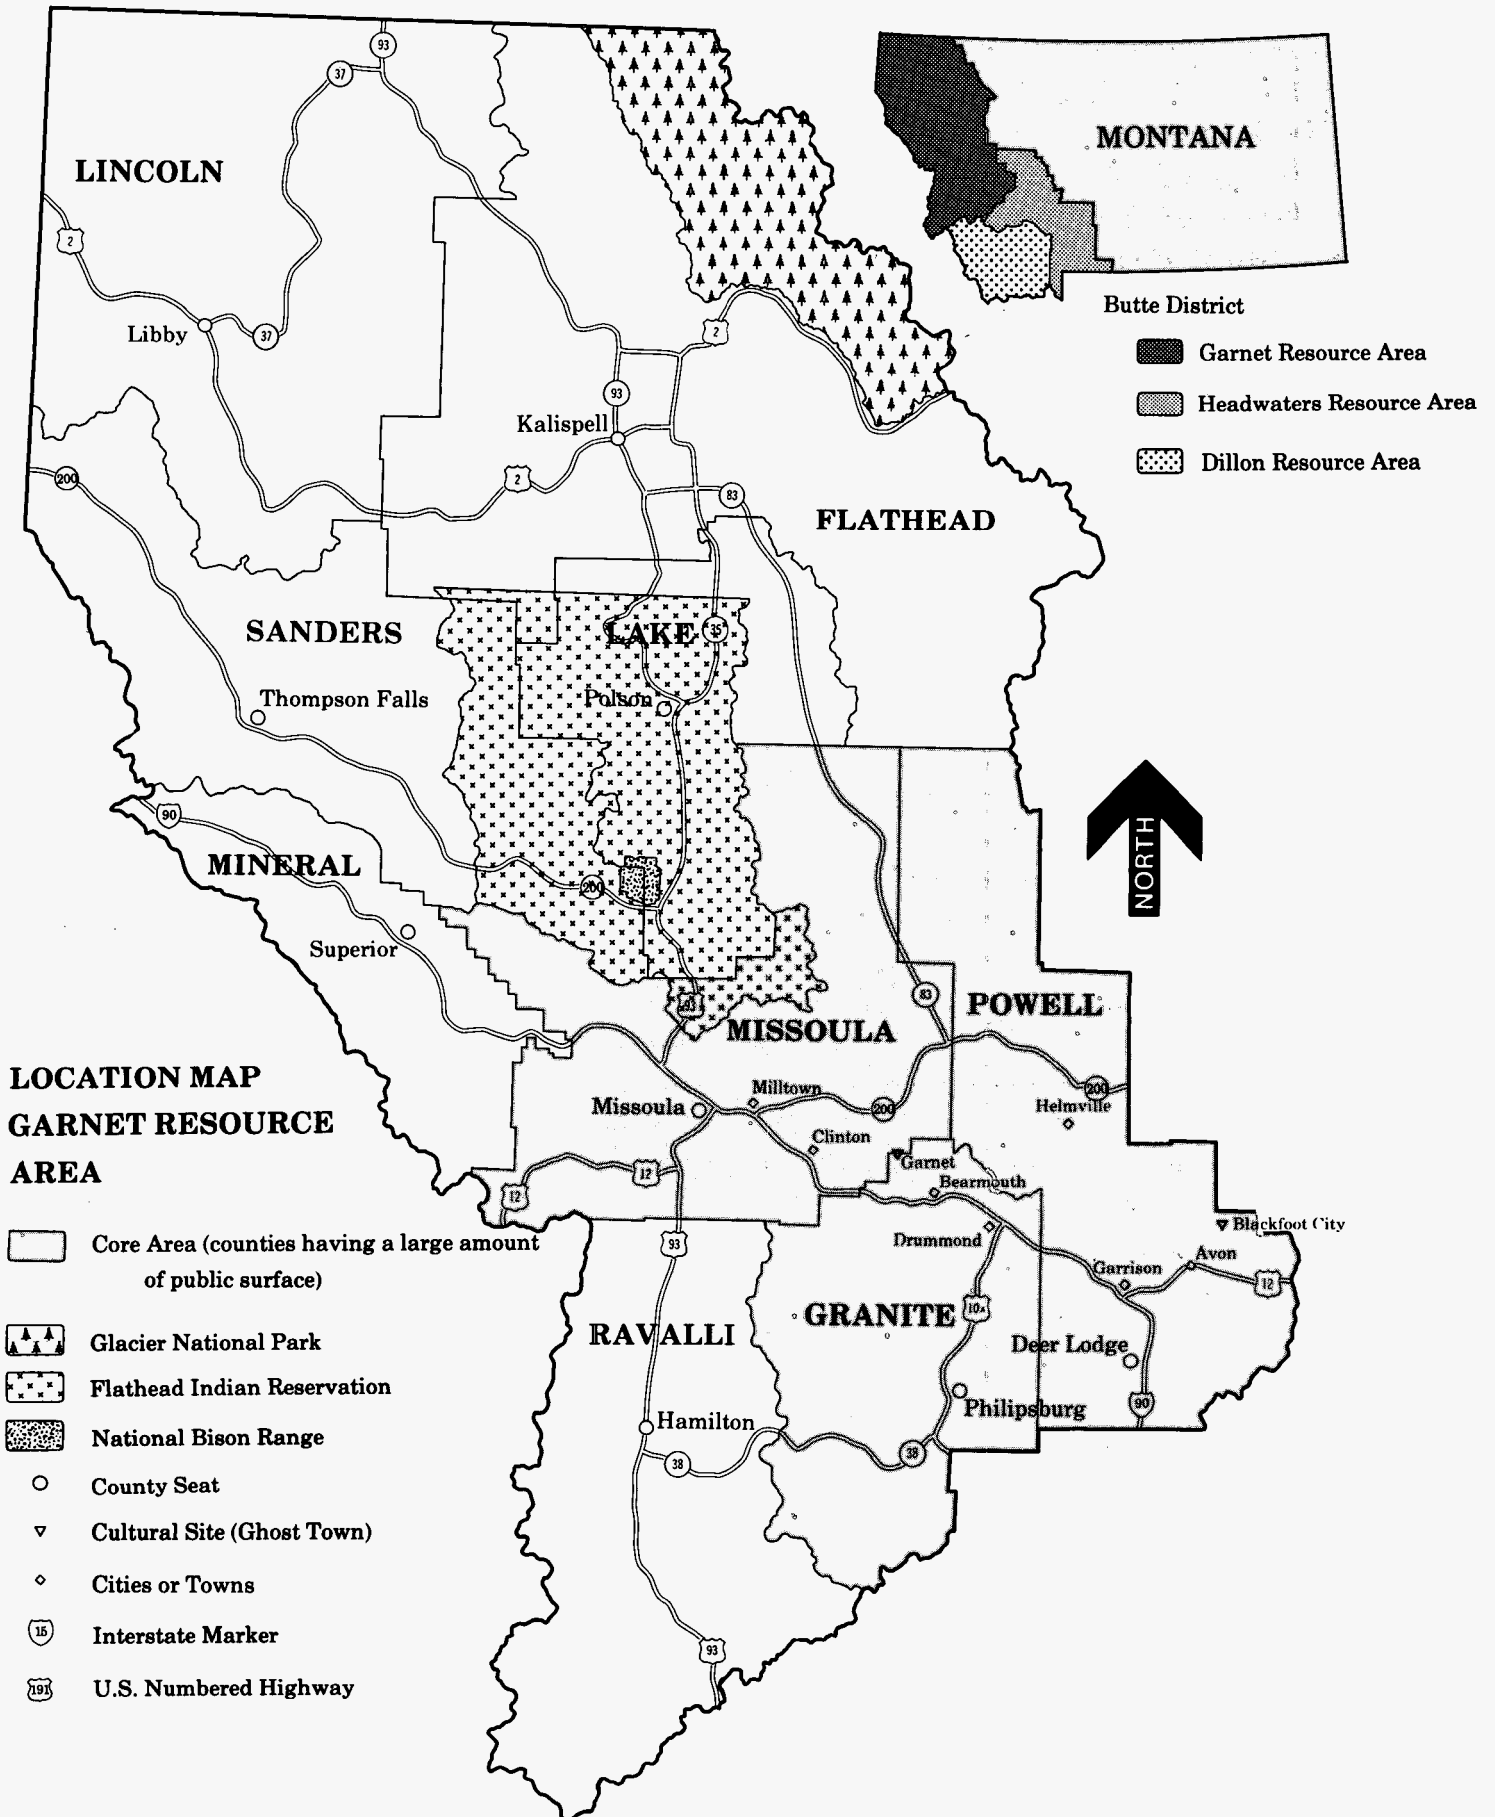 93
37
LINCOLN
MONTANA
2
Butte District
Libby
37
2
Garnet Resource Area
93
Headwaters Resource Area
Kalispell
Dillon Resource Area
200
2
83
FLATHEAD
SANDERS
LAKE
35
Thompson Falls
Polson
90
NORTH
MINERAL
200
Superior
83
93
POWELL
MISSOULA
LOCATION MAP
GARNET RESOURCE
AREA
Milltown
200
Missoula
200
Helmville
Clinton
Garnet
12
12
Bearmouth
Blackfoot City
Drummond
93
Core Area (counties having a large amount
of public surface)
Avon
Garrison
12
10A
GRANITE
RAVALLI
Glacier National Park
Deer Lodge
Flathead Indian Reservation
90
Philipsburg
Hamilton
National Bison Range
38
38
County Seat
Cultural Site (Ghost Town)
Cities or Towns
15
Interstate Marker
93
191
U.S. Numbered Highway